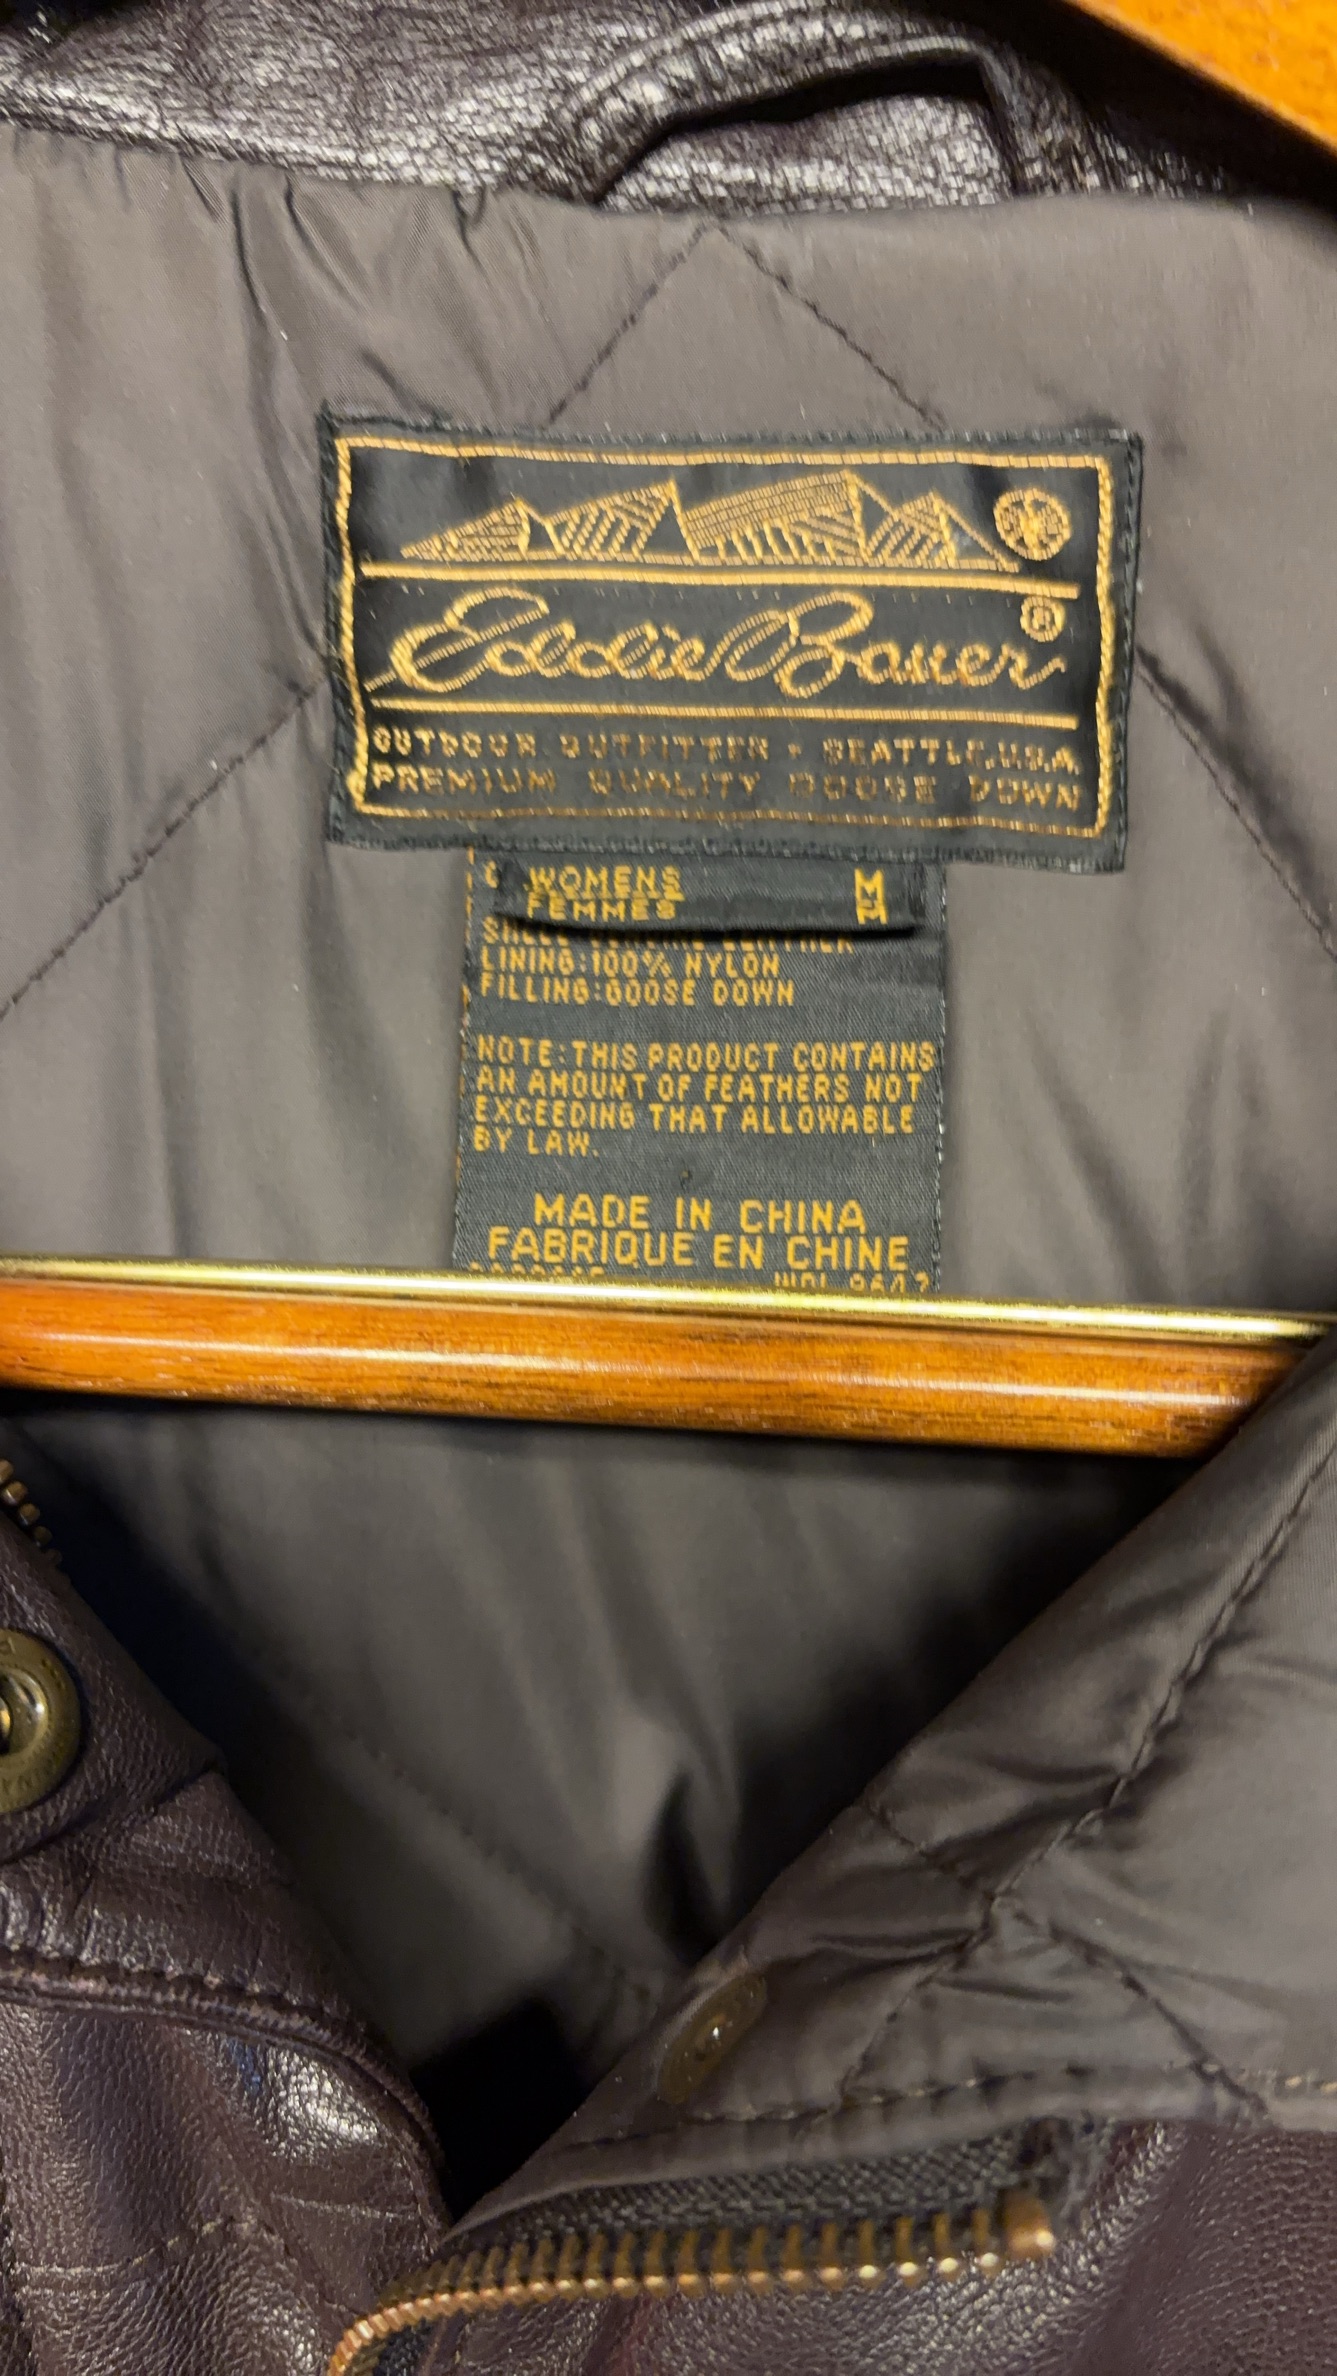 Eddie Bauer®
OUTDOOR OUTFITTER - SEATTLE, U.S.A.
PREMIUM QUALITY GOOSE DOWN
WOMENS M
FEMMES M
LINING:100% NYLON
FILLING:GOOSE DOWN
NOTE:THIS PRODUCT CONTAINS
AN AMOUNT OF FEATHERS NOT
EXCEEDING THAT ALLOWABLE
BY LAW.
MADE IN CHINA
FABRIQUE EN CHINE